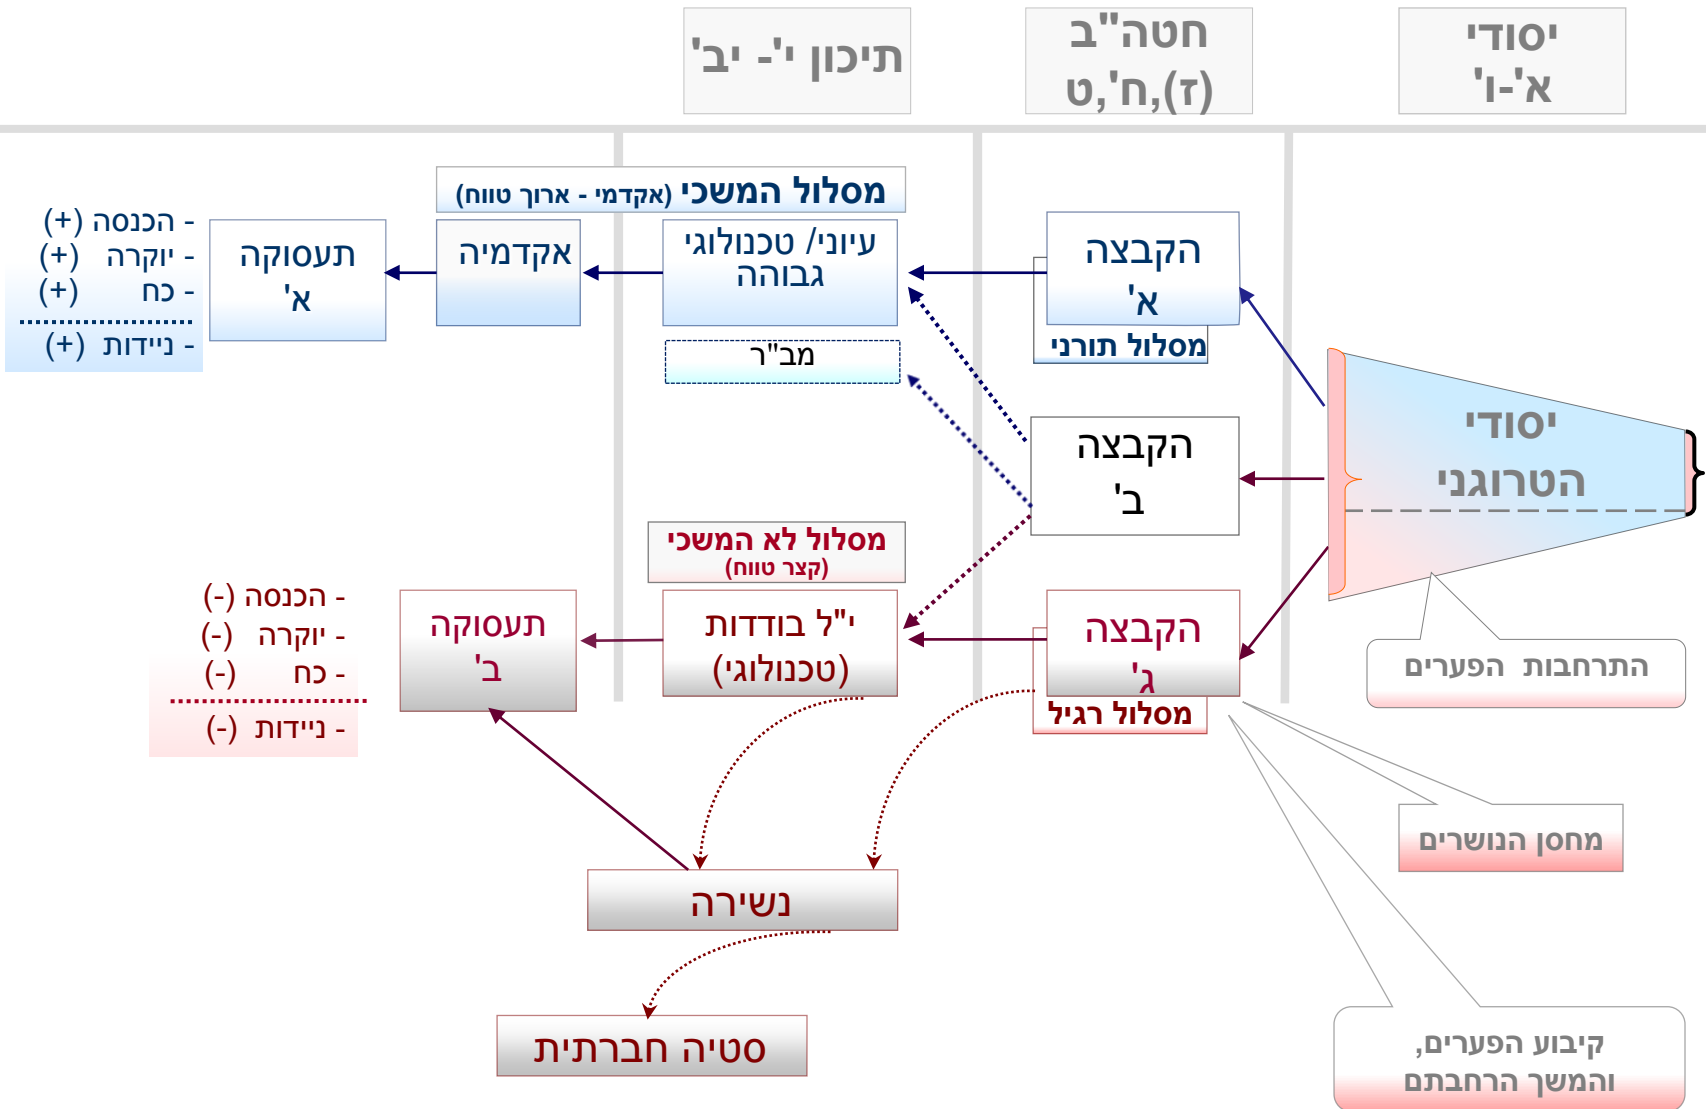 יסודי
א'-ו'
חטה"ב
(ז),ח',ט
תיכון י'- יב'
מסלול המשכי (אקדמי - ארוך טווח)
יסודי
הטרוגני
התרחבות הפערים
הקבצה
א'
מסלול תורני
עיוני/ טכנולוגי
גבוהה
מב"ר
אקדמיה
תעסוקה
א'
- הכנסה (+)
- יוקרה (+)
- כח (+)
- ניידות (+)
הקבצה
ב'
מסלול לא המשכי
(קצר טווח)
הקבצה
ג'
מסלול רגיל
י"ל בודדות
(טכנולוגי)
תעסוקה
ב'
- הכנסה (-)
- יוקרה (-)
- כח (-)
- ניידות (-)
מחסן הנושרים
נשירה
סטיה חברתית
קיבוע הפערים,
והמשך הרחבתם